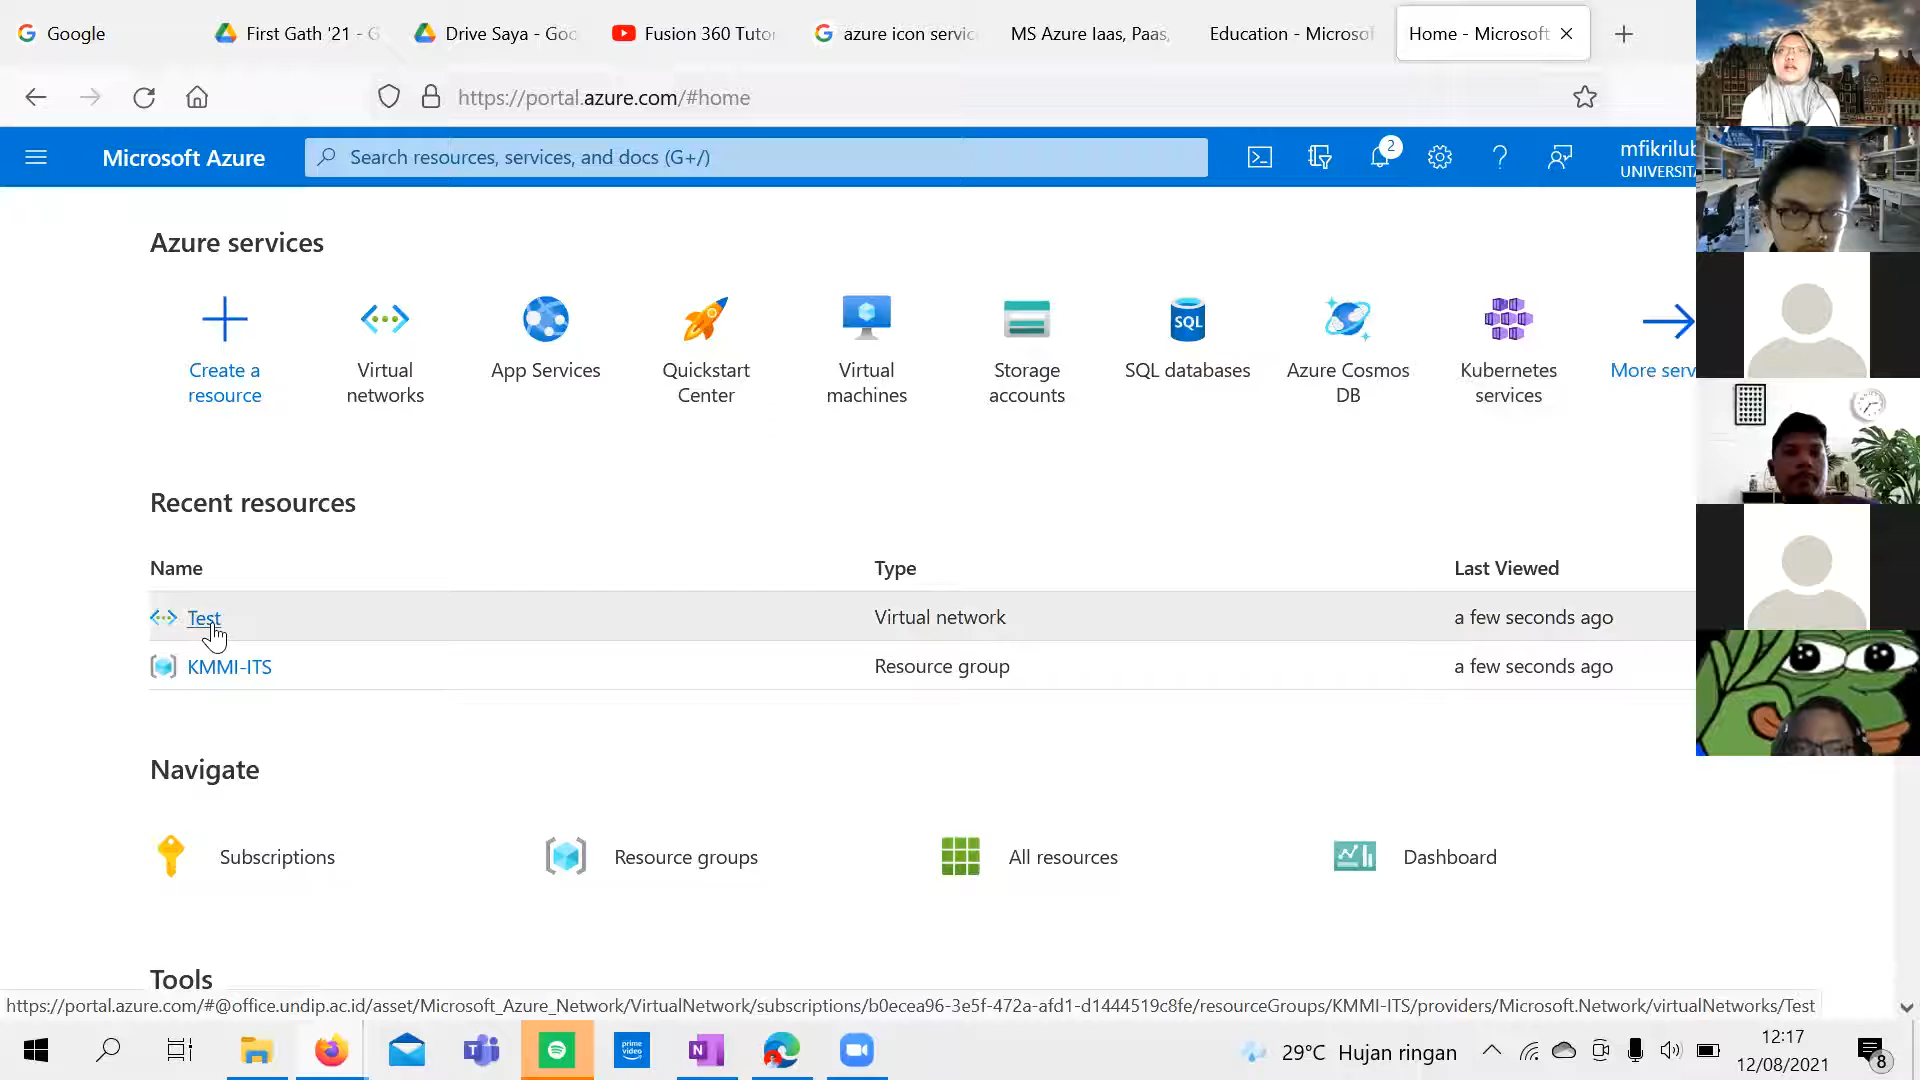 Google
First Gath '21 - G
Drive Saya - Goo
Fusion 360 Tutor
azure icon servic
MS Azure Iaas, Paas,
Education - Microsof
Home - Microsoft
https://portal.azure.com/#home
Microsoft Azure
Search resources, services, and docs (G+/)
2
mfikrilub
UNIVERSITA
Azure services
Create a resource
Virtual networks
App Services
Quickstart Center
Virtual machines
Storage accounts
SQL
SQL databases
Azure Cosmos DB
Kubernetes services
More serv
Recent resources
Name
Type
Last Viewed
Test
Virtual network
a few seconds ago
KMMI-ITS
Resource group
a few seconds ago
Navigate
Subscriptions
Resource groups
All resources
Dashboard
Tools
https://portal.azure.com/#@office.undip.ac.id/asset/Microsoft_Azure_Network/VirtualNetwork/subscriptions/b0ecea96-3e5f-472a-afd1-d1444519c8fe/resourceGroups/KMMI-ITS/providers/Microsoft.Network/virtualNetworks/Test
prime video
N
29°C Hujan ringan
12:17
12/08/2021
8